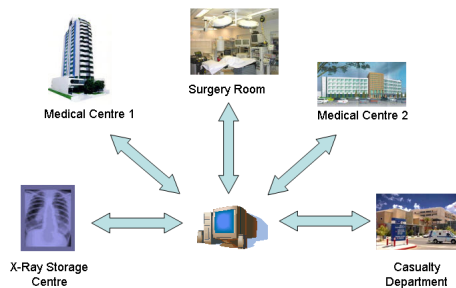 Surgery Room
Medical Centre 1
Medical Centre 2
X-Ray Storage
Centre
Casualty
Department